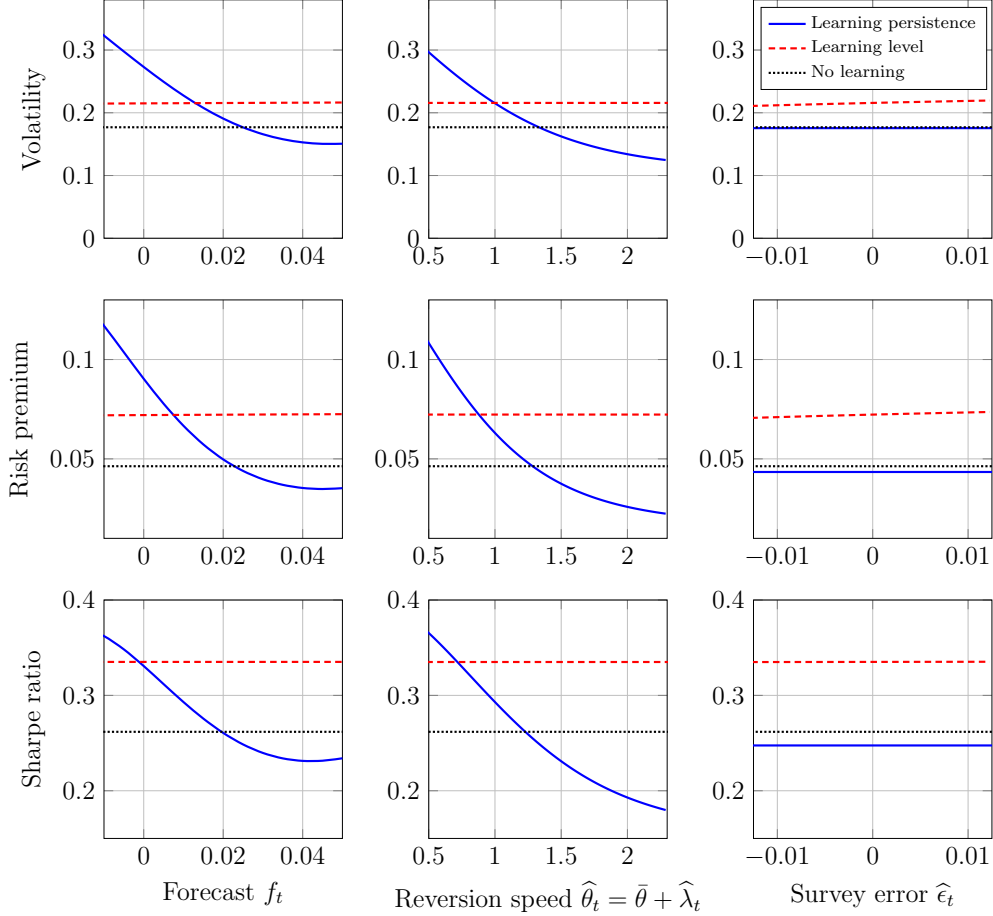 Volatility
0.3
0.2
0.1
0
0 0.02 0.04
0.3
0.2
0.1
0
0.5 1 1.5 2
Learning persistence
Learning level
No learning
0.3
0.2
0.1
0
−0.01 0 0.01
Risk premium
0.1
0.05
0 0.02 0.04
0.1
0.05
0.5 1 1.5 2
0.1
0.05
−0.01 0 0.01
Sharpe ratio
0.4
0.3
0.2
0 0.02 0.04
Forecast f_t
0.4
0.3
0.2
0.5 1 1.5 2
Reversion speed θ̂_t = θ̄ + λ̂_t
0.4
0.3
0.2
−0.01 0 0.01
Survey error ϵ̂_t